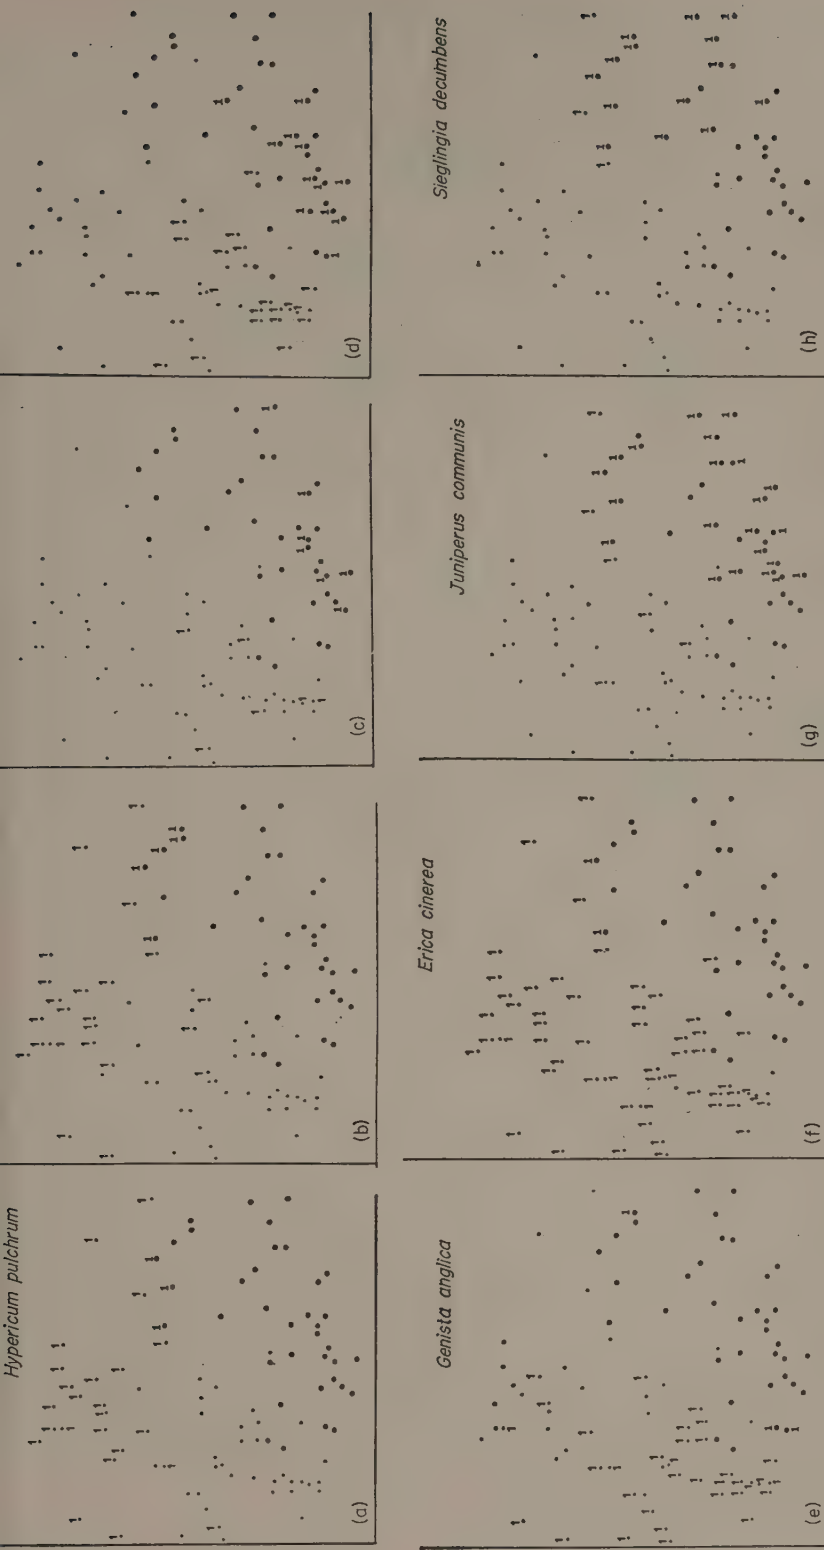 Hypericum pulchrum
(a)
(b)
(c)
(d)
Genista anglica
(e)
Erica cinerea
(f)
Juniperus communis
(g)
Sieglingia decumbens
(h)